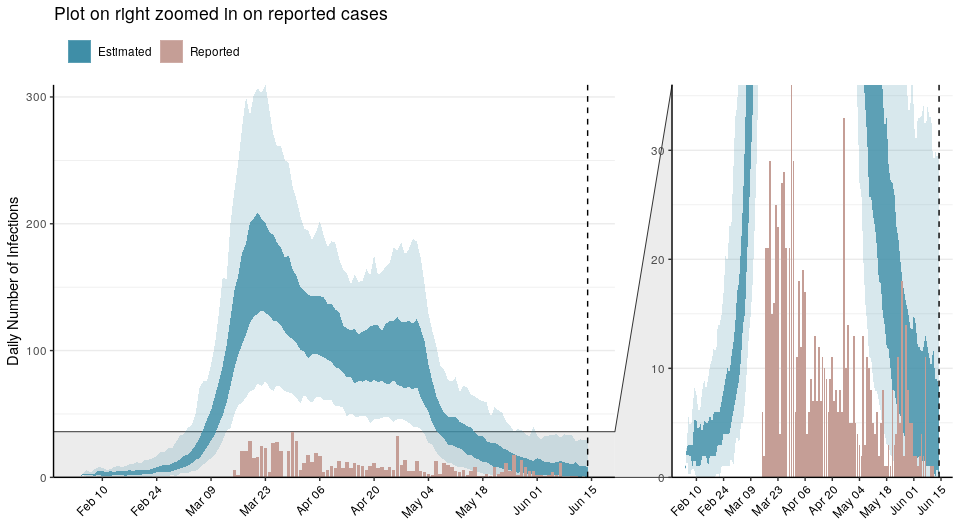 Plot on right zoomed in on reported cases
Estimated Reported
Daily Number of Infections
300
200
100
0
Feb 10 Feb 24 Mar 09 Mar 23 Apr 06 Apr 20 May 04 May 18 Jun 01 Jun 15
30
20
10
0
Feb 10 Feb 24 Mar 09 Mar 23 Apr 06 Apr 20 May 04 May 18 Jun 01 Jun 15